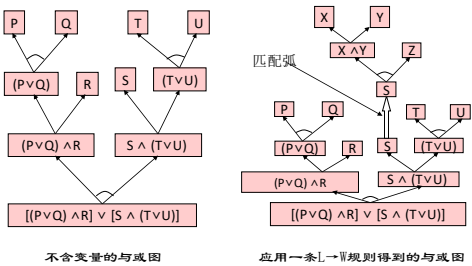 P
Q
T
U
(P∨Q)
R
S
(T∨U)
(P∨Q) ∧R
S ∧ (T∨U)
[(P∨Q) ∧R] ∨ [S ∧ (T∨U)]
不含变量的与或图
X
Y
X ∧Y
Z
匹配弧
S
P
Q
T
U
(P∨Q)
R
S
(T∨U)
(P∨Q) ∧R
S ∧ (T∨U)
[(P∨Q) ∧R] ∨ [S ∧ (T∨U)]
应用一条L→W规则得到的与或图